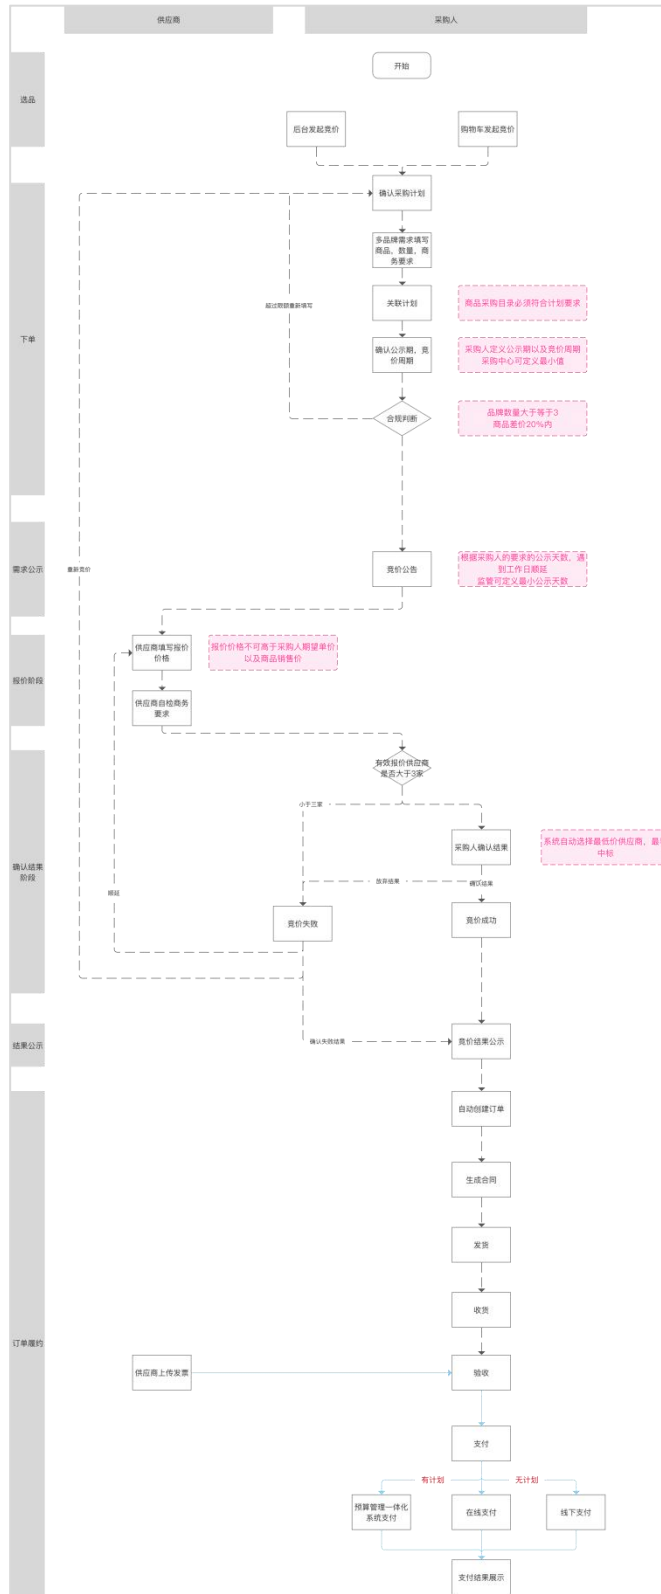 供应商
采购人
选品
开始
后台发起竞价
购物车发起竞价
下单
确认采购计划
多品牌需求填写
商品，数量，商
务要求
超过限额重新填写
关联计划
商品采购目录必须符合计划要求
确认公示期，竞
价周期
采购人定义公示期以及竞价周期
采购中心可定义最小值
合规判断
品牌数量大于等于3
商品差价20%内
需求公示
重新竞价
竞价公告
根据采购人的要求的公示天数，遇
到工作日顺延
监管可定义最小公示天数
报价阶段
供应商填写报价
价格
报价价格不可高于采购人期望单价
以及商品销售价
供应商自检商务
要求
确认结果
阶段
有效报价供应商
是否大于3家
小于三家
采购人确认结果
系统自动选择最低价供应商，最
中标
放弃结果
确认结果
顺延
竞价失败
竞价成功
结果公示
确认失败结果
竞价结果公示
订单履约
自动创建订单
生成合同
发货
收货
供应商上传发票
验收
支付
有计划
无计划
预算管理一体化
系统支付
在线支付
线下支付
支付结果展示